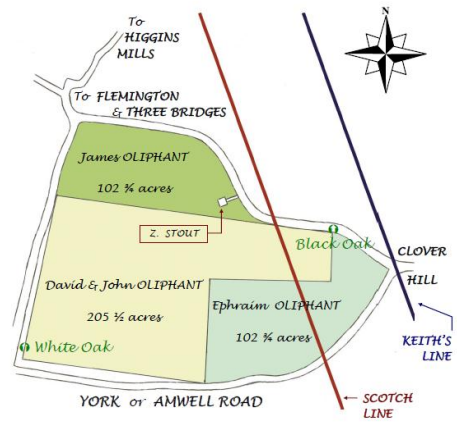 To
HIGGINS
MILLS
N
To FLEMINGTON
& THREE BRIDGES
James OLIPHANT
102 ¾ acres
Z. STOUT
Black Oak
CLOVER
HILL
David & John OLIPHANT
205 ½ acres
Ephraim OLIPHANT
102 ¾ acres
White Oak
KEITH'S
LINE
YORK or AMWELL ROAD
SCOTCH
LINE